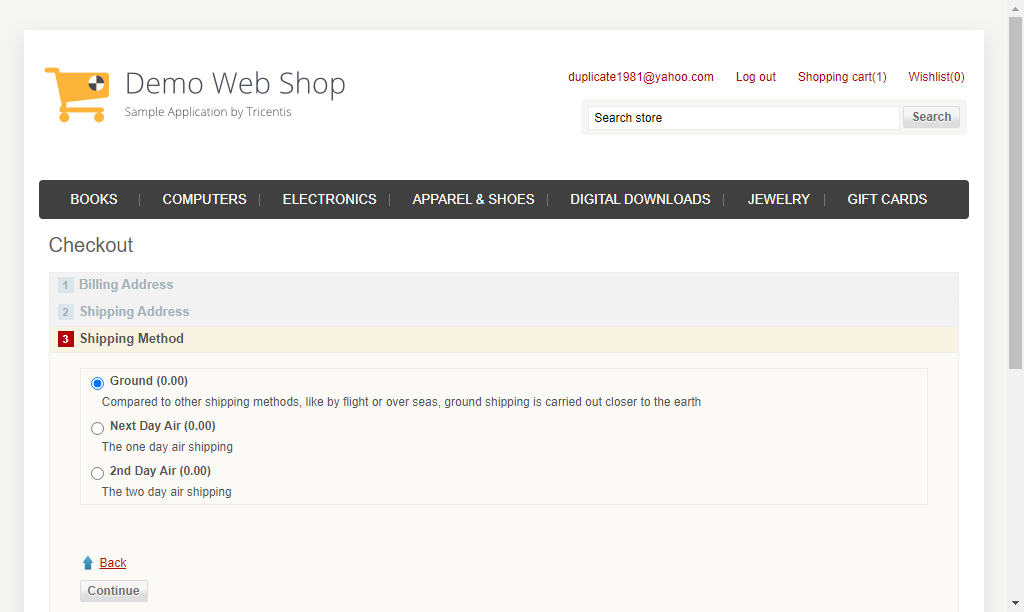 Demo Web Shop
Sample Application by Tricentis
duplicate1981@yahoo.com Log out Shopping cart(1) Wishlist(0)
Search store Search
BOOKS COMPUTERS ELECTRONICS APPAREL & SHOES DIGITAL DOWNLOADS JEWELRY GIFT CARDS
Checkout
1 Billing Address
2 Shipping Address
3 Shipping Method
Ground (0.00)
Compared to other shipping methods, like by flight or over seas, ground shipping is carried out closer to the earth
Next Day Air (0.00)
The one day air shipping
2nd Day Air (0.00)
The two day air shipping
Back
Continue